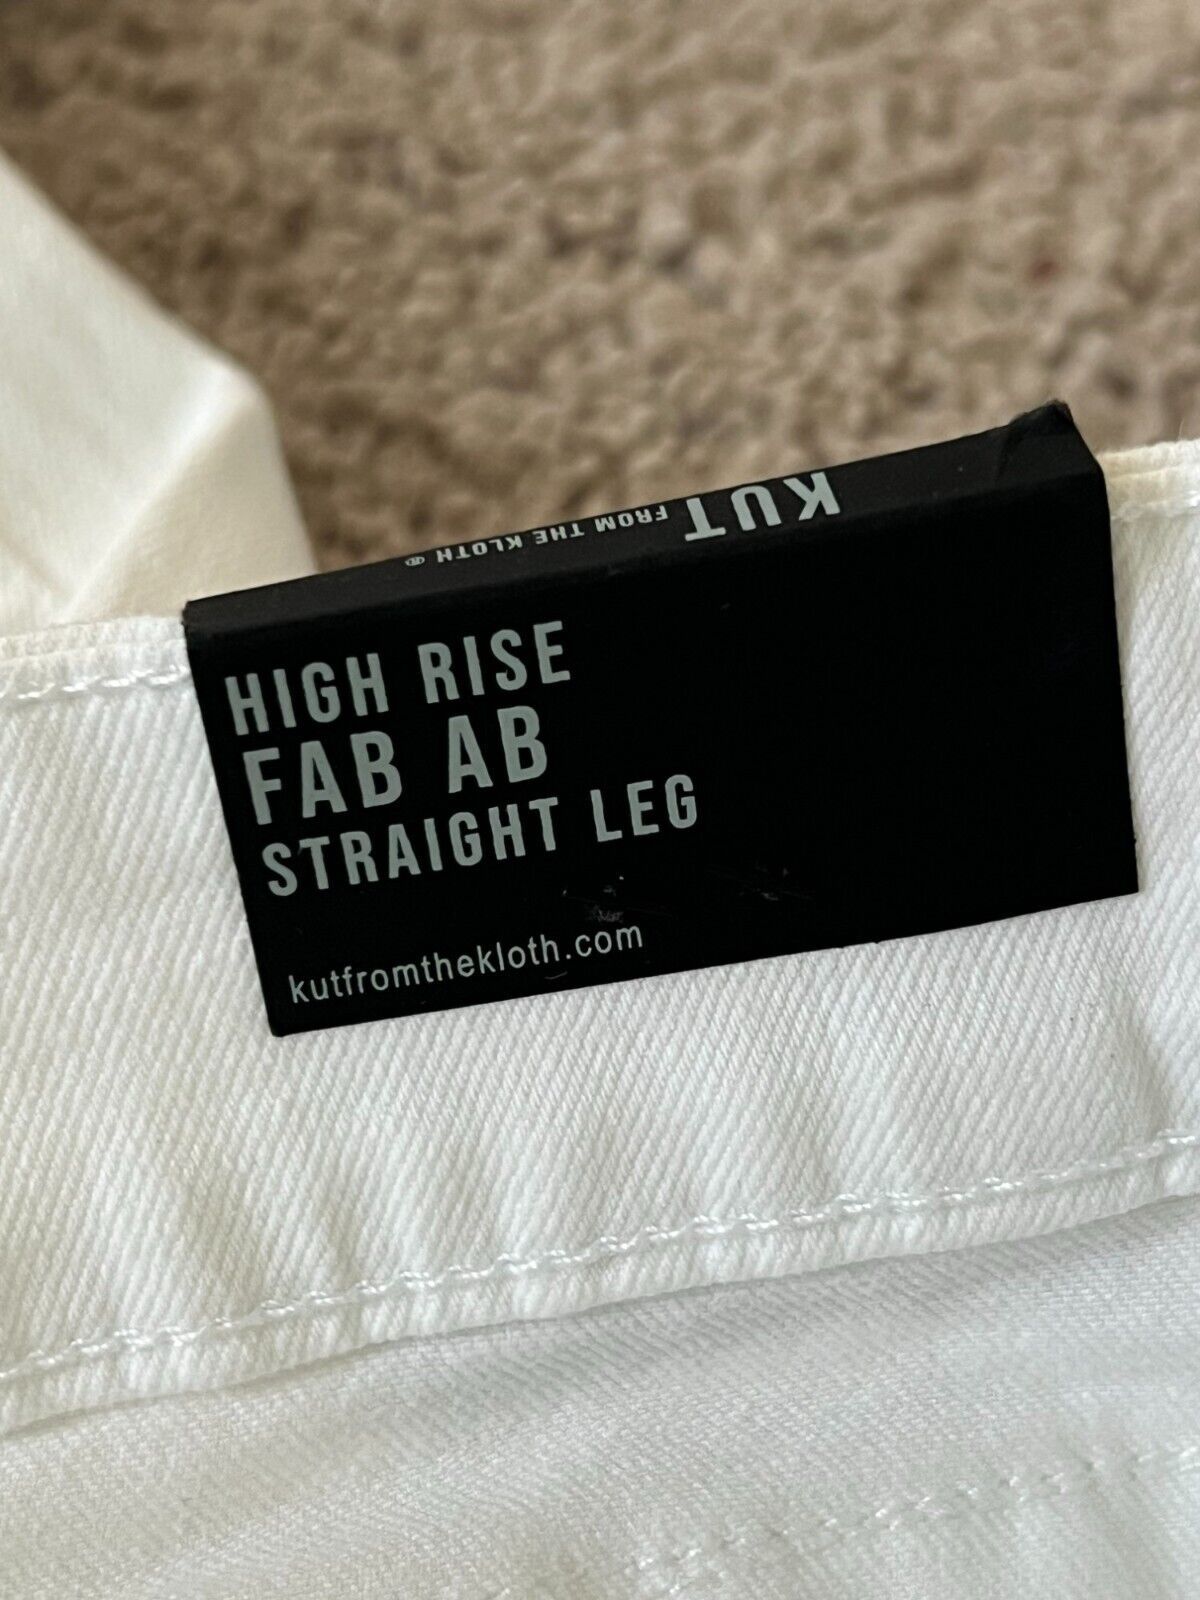 KUT FROM THE KLOTH ®
HIGH RISE
FAB AB
STRAIGHT LEG
kutfromthekloth.com